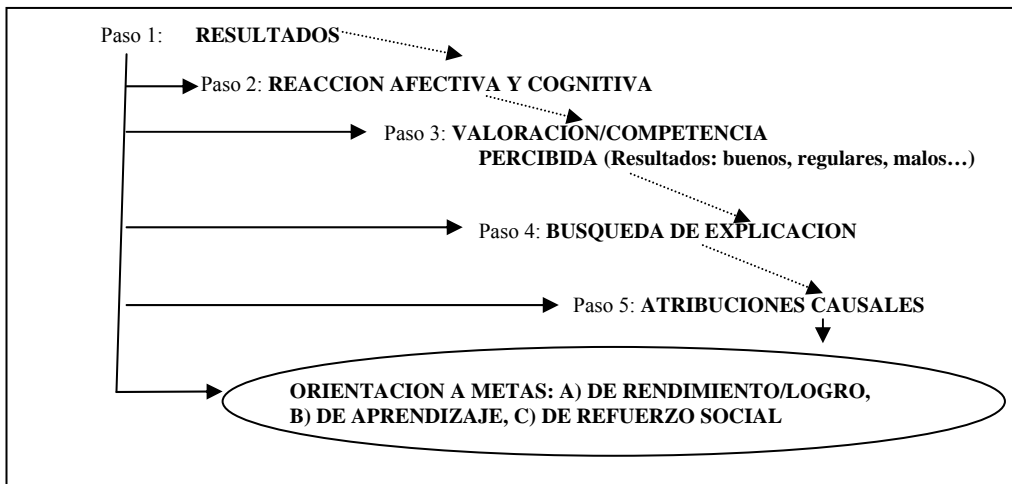 Paso 1: RESULTADOS
Paso 2: REACCION AFECTIVA Y COGNITIVA
Paso 3: VALORACION/COMPETENCIA
PERCIBIDA (Resultados: buenos, regulares, malos…)
Paso 4: BUSQUEDA DE EXPLICACION
Paso 5: ATRIBUCIONES CAUSALES
ORIENTACION A METAS: A) DE RENDIMIENTO/LOGRO,
B) DE APRENDIZAJE, C) DE REFUERZO SOCIAL